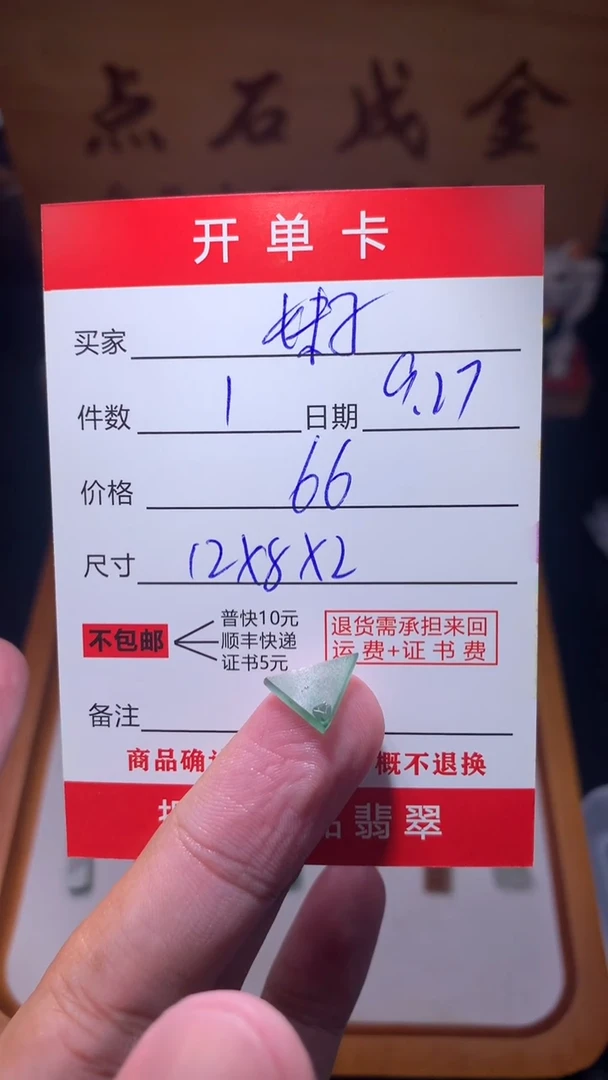 点石成金
开单卡
买家
件数 1 日期 9.27
价格 66
尺寸 12X8X2
不包邮
普快10元
顺丰快递
证书5元
退货需承担来回
运费+证书费
备注
商品确 概不退换
品翡翠